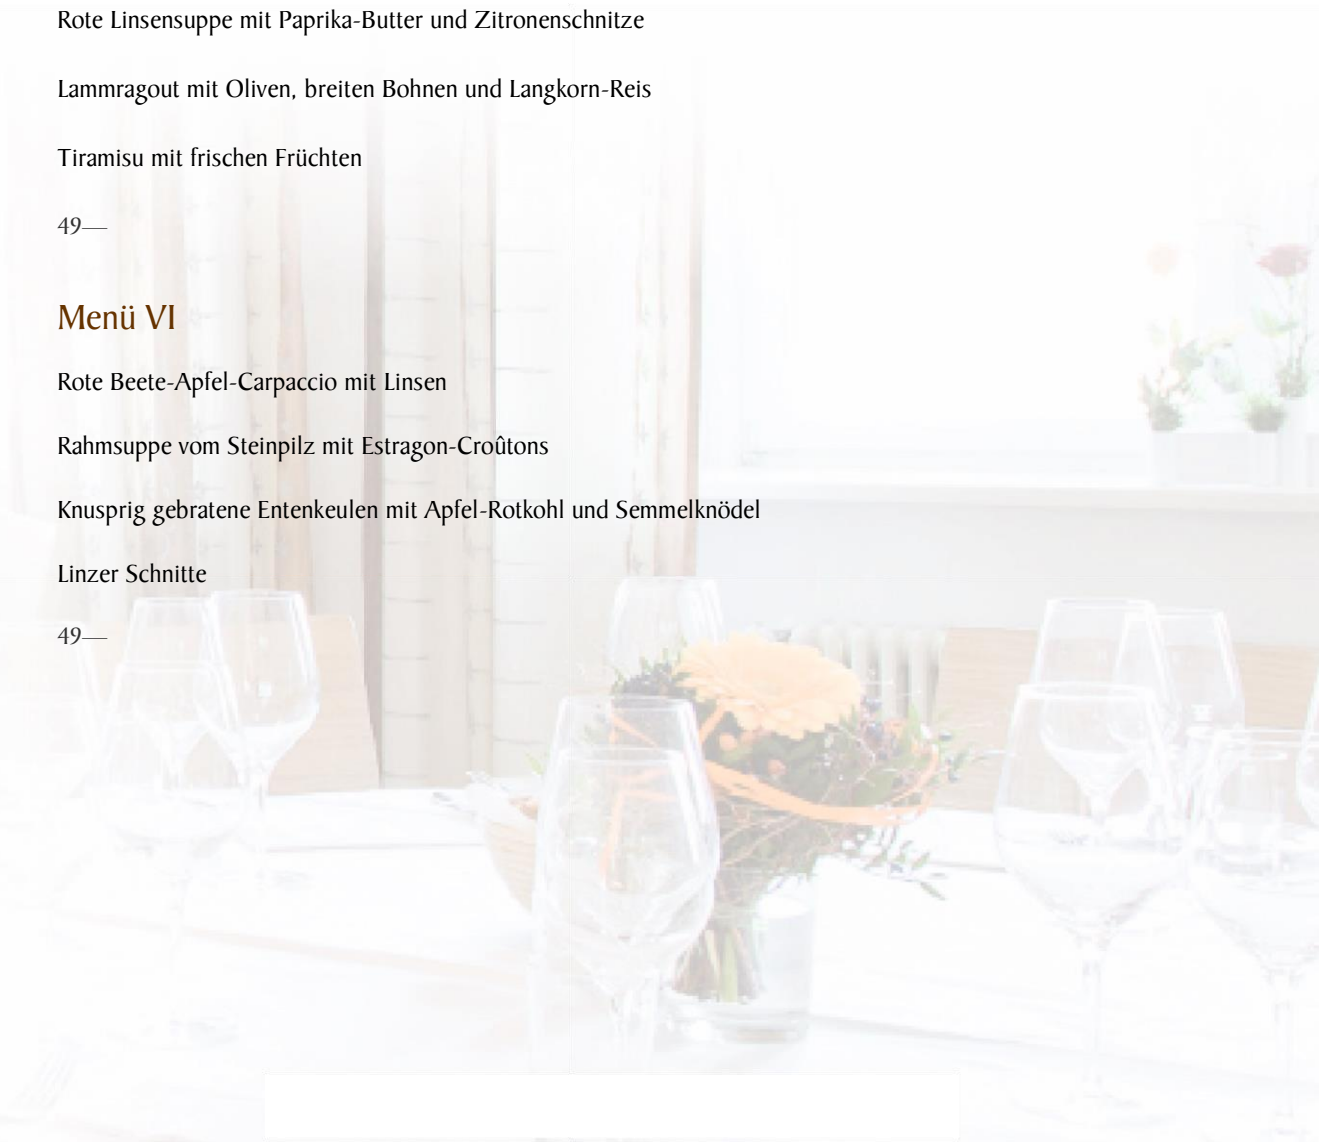 Rote Linsensuppe mit Paprika-Butter und Zitronenschnitze
Lammragout mit Oliven, breiten Bohnen und Langkorn-Reis
Tiramisu mit frischen Früchten
49—
Menü VI
Rote Beete-Apfel-Carpaccio mit Linsen
Rahmsuppe vom Steinpilz mit Estragon-Croûtons
Knusprig gebratene Entenkeulen mit Apfel-Rotkohl und Semmelknödel
Linzer Schnitte
49—